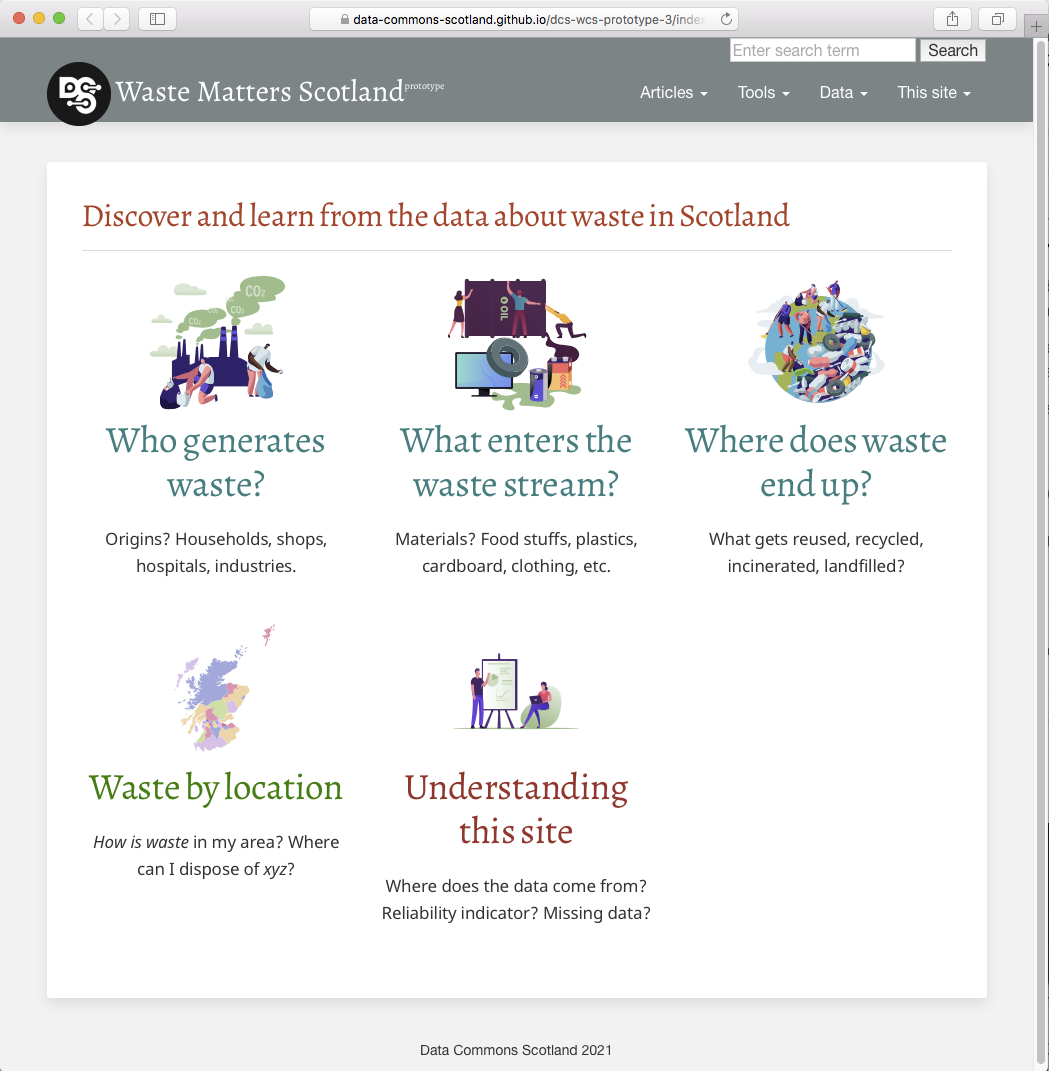 data-commons-scotland.github.io/dcs-wcs-prototype-3/inde
Enter search term Search
DCS Waste Matters Scotland prototype
Articles Tools Data This site
Discover and learn from the data about waste in Scotland
CO2
CO2
CO2
OIL
Who generates
waste?
What enters the
waste stream?
Where does waste
end up?
Origins? Households, shops,
hospitals, industries.
Materials? Food stuffs, plastics,
cardboard, clothing, etc.
What gets reused, recycled,
incinerated, landfilled?
Waste by location
Understanding
this site
How is waste in my area? Where
can I dispose of xyz?
Where does the data come from?
Reliability indicator? Missing data?
Data Commons Scotland 2021